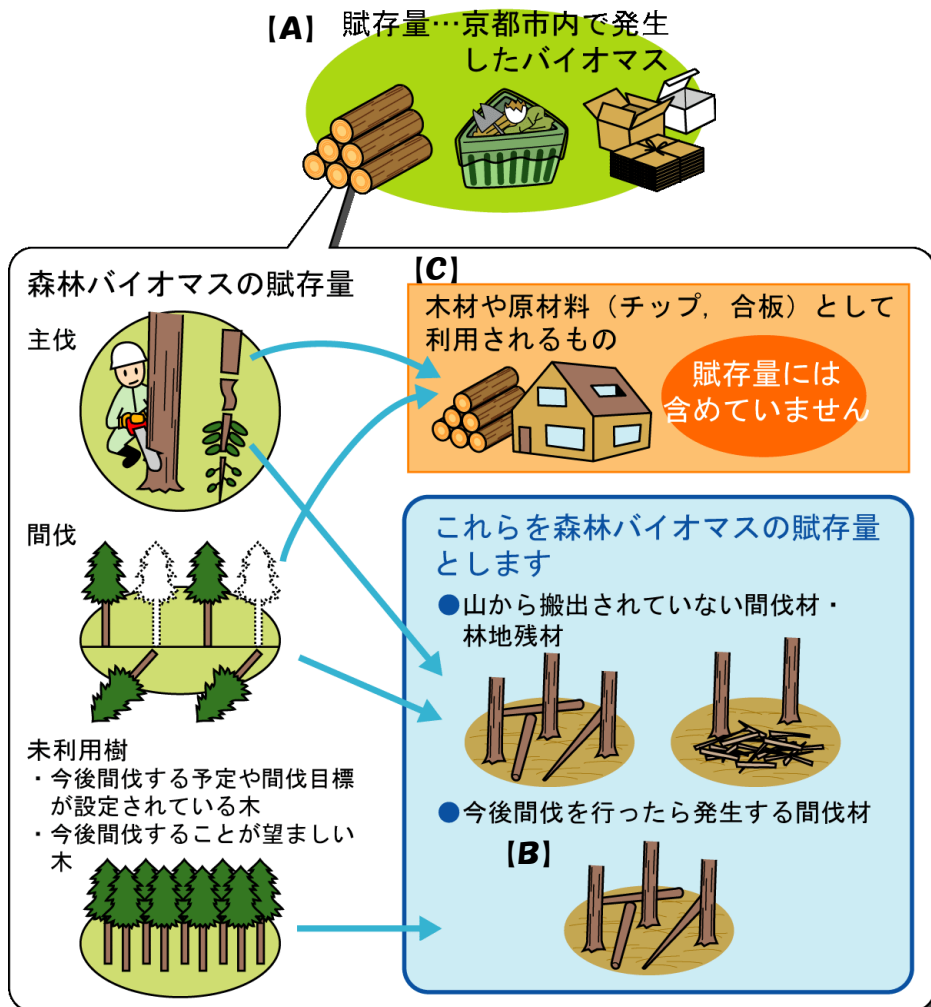 【A】 賦存量…京都市内で発生
したバイオマス
森林バイオマスの賦存量
主伐
間伐
未利用樹
・今後間伐する予定や間伐目標
が設定されている木
・今後間伐することが望ましい
木
【C】
木材や原材料（チップ，合板）として
利用されるもの
賦存量には
含めていません
これらを森林バイオマスの賦存量
とします
●山から搬出されていない間伐材・
林地残材
●今後間伐を行ったら発生する間伐材
【B】